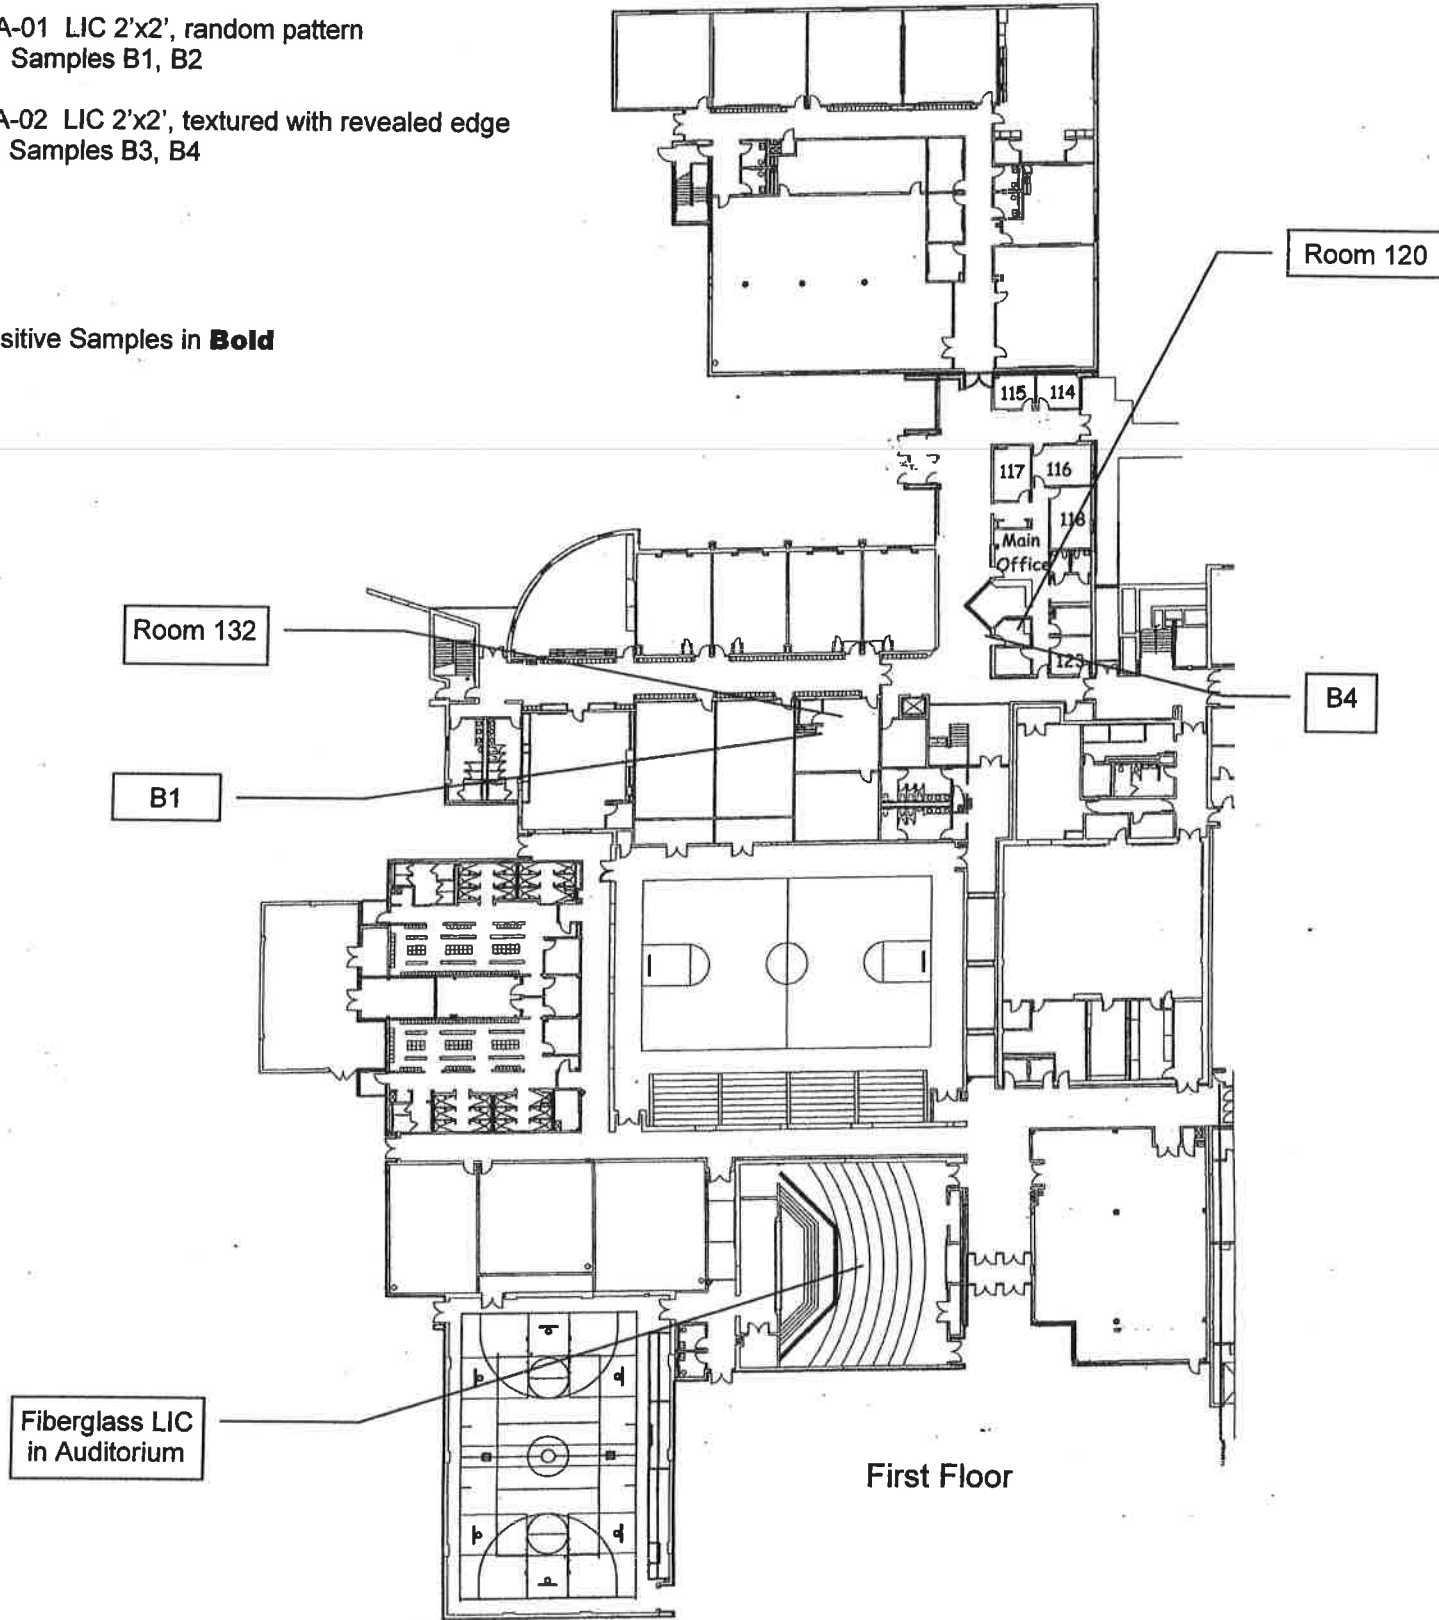 A-01 LIC 2'x2', random pattern
Samples B1, B2
A-02 LIC 2'x2', textured with revealed edge
Samples B3, B4
sitive Samples in Bold
Room 120
115
114
117
116
118
Main
Office
Room 132
123
B4
B1
Fiberglass LIC
in Auditorium
First Floor